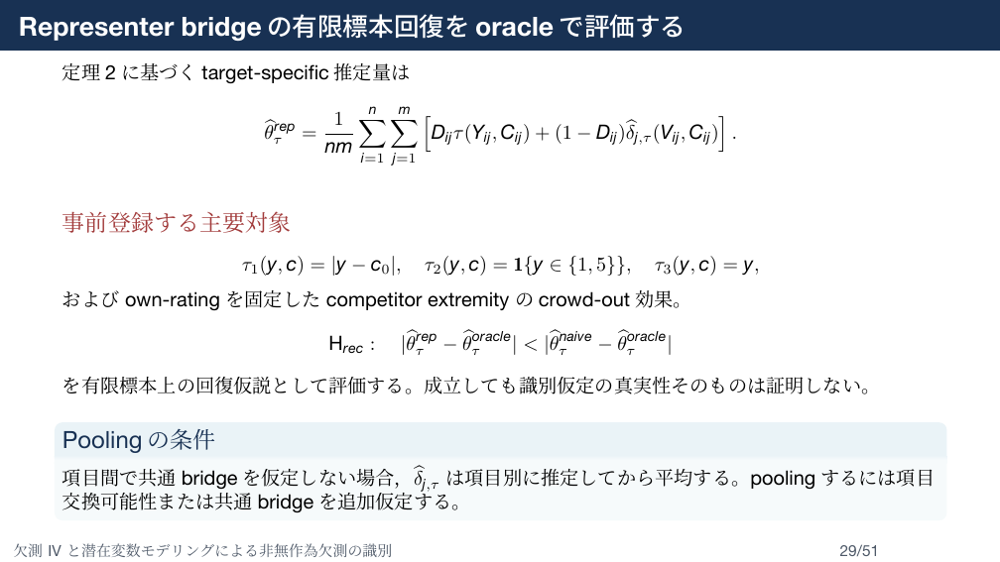 Representer bridge の有限標本回復を oracle で評価する
定理 2 に基づく target-specific 推定量は
$\widehat{\theta}^{rep}_{\tau} = \frac{1}{nm} \sum_{i=1}^{n} \sum_{j=1}^{m} \left[ D_{ij}\tau(Y_{ij}, C_{ij}) + (1 - D_{ij})\widehat{\delta}_{j,\tau}(V_{ij}, C_{ij}) \right].$
事前登録する主要対象
$\tau_1(y, c) = |y - c_0|, \quad \tau_2(y, c) = \mathbf{1}\{y \in \{1, 5\}\}, \quad \tau_3(y, c) = y,$
および own-rating を固定した competitor extremity の crowd-out 効果。
$H_{rec} : \quad |\widehat{\theta}^{rep}_{\tau} - \widehat{\theta}^{oracle}_{\tau}| < |\widehat{\theta}^{naive}_{\tau} - \widehat{\theta}^{oracle}_{\tau}|$
を有限標本上の回復仮説として評価する。成立しても識別仮定の真実性そのものは証明しない。
Pooling の条件
項目間で共通 bridge を仮定しない場合，$\widehat{\delta}_{j,\tau}$ は項目別に推定してから平均する。pooling するには項目
交換可能性または共通 bridge を追加仮定する。
欠測 IV と潜在変数モデリングによる非無作為欠測の識別
29/51